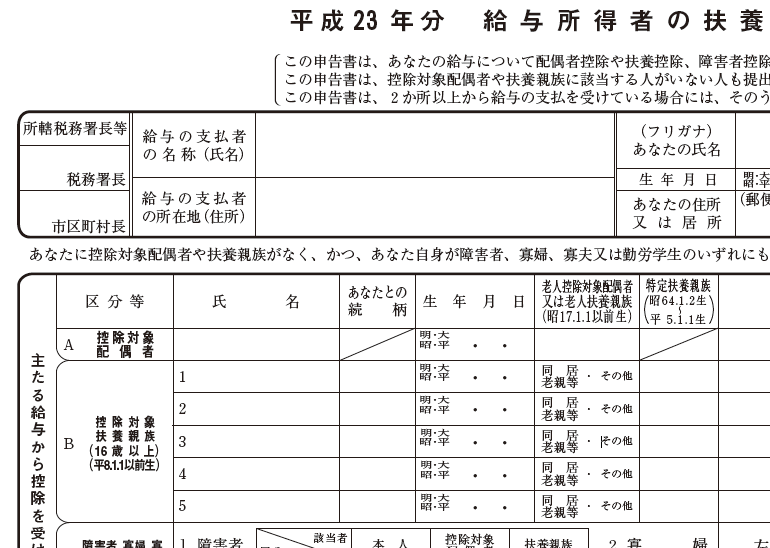 平成 23 年分　給与所得者の扶養
この申告書は、あなたの給与について配偶者控除や扶養控除、障害者控除
この申告書は、控除対象配偶者や扶養親族に該当する人がいない人も提出
この申告書は、2か所以上から給与の支払を受けている場合には、そのう
所轄税務署長等
税務署長
市区町村長
給与の支払者
の名称（氏名）
給与の支払者
の所在地（住所）
（フリガナ）
あなたの氏名
生年月日
明・大
昭・平
あなたの住所
又は居所
（郵便
あなたに控除対象配偶者や扶養親族がなく、かつ、あなた自身が障害者、寡婦、寡夫又は勤労学生のいずれにも
主たる給与から控除を受け
区分等
氏　名
あなたとの
続柄
生年月日
老人控除対象配偶者
又は老人扶養親族
（昭17.1.1以前生）
特定扶養親族
（昭64.1.2生
～
平 5.1.1生）
A
控除対象
配偶者
明・大
昭・平　・　・
B
控除対象
扶養親族
（16歳以上）
（平8.1.1以前生）
1
明・大
昭・平　・　・
同居
老親等 ・ その他
2
明・大
昭・平　・　・
同居
老親等 ・ その他
3
明・大
昭・平　・　・
同居
老親等 ・ その他
4
明・大
昭・平　・　・
同居
老親等 ・ その他
5
明・大
昭・平　・　・
同居
老親等 ・ その他
障害者、寡婦、寡
1 障害者
該当者
本人
控除対象
扶養親族
2 寡婦
左